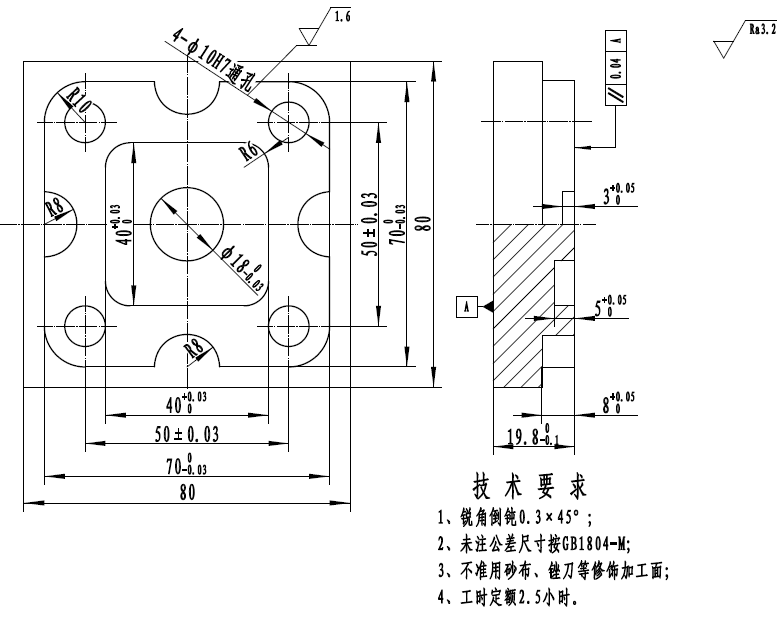 1.6
Ra3.2
4-φ10H7通孔
R10
R6
R8
R8
φ18 0 -0.03
40+0.03 0
50±0.03
70 0 -0.03
80
40+0.03 0
50±0.03
70 0 -0.03
80
0.04 A
3+0.05 0
A
5+0.05 0
8+0.05 0
19.8 0 -0.1
技术要求
1、锐角倒钝0.3×45°;
2、未注公差尺寸按GB1804-M;
3、不准用砂布、锉刀等修饰加工面;
4、工时定额2.5小时。